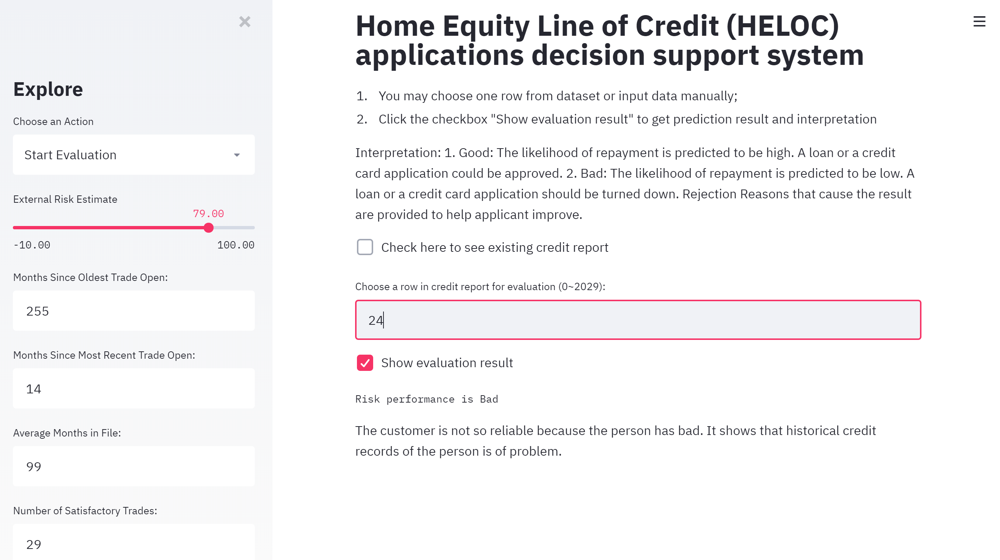 Explore
Choose an Action
Start Evaluation
External Risk Estimate
79.00
-10.00 100.00
Months Since Oldest Trade Open:
255
Months Since Most Recent Trade Open:
14
Average Months in File:
99
Number of Satisfactory Trades:
29
Home Equity Line of Credit (HELOC)
applications decision support system
1. You may choose one row from dataset or input data manually;
2. Click the checkbox "Show evaluation result" to get prediction result and interpretation
Interpretation: 1. Good: The likelihood of repayment is predicted to be high. A loan or a credit
card application could be approved. 2. Bad: The likelihood of repayment is predicted to be low. A
loan or a credit card application should be turned down. Rejection Reasons that cause the result
are provided to help applicant improve.
Check here to see existing credit report
Choose a row in credit report for evaluation (0~2029):
24
Show evaluation result
Risk performance is Bad
The customer is not so reliable because the person has bad. It shows that historical credit
records of the person is of problem.